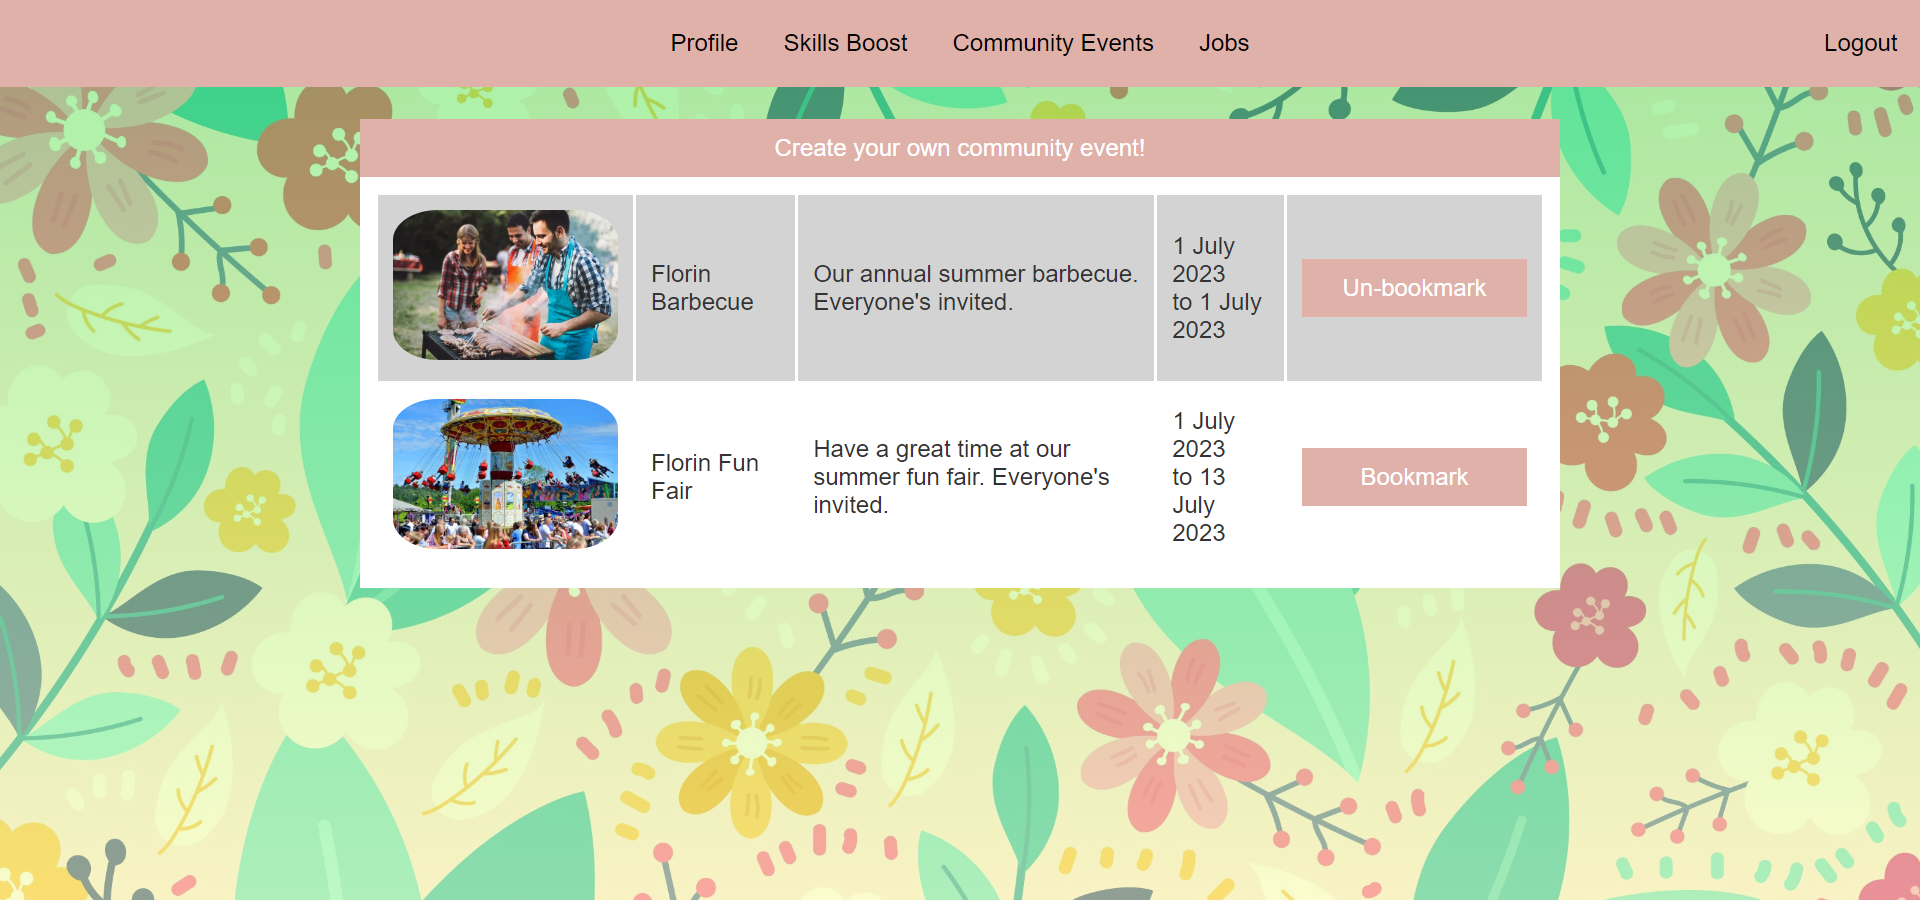 Profile
Skills Boost
Community Events
Jobs
Logout
Create your own community event!
Florin
Barbecue
Our annual summer barbecue.
Everyone's invited.
1 July
2023
to 1 July
2023
Un-bookmark
Florin Fun
Fair
Have a great time at our
summer fun fair. Everyone's
invited.
1 July
2023
to 13
July
2023
Bookmark